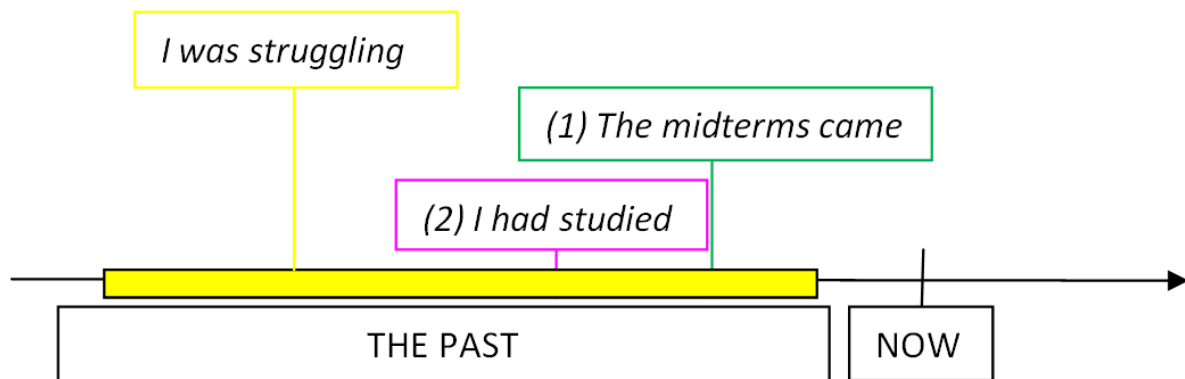 I was struggling
(1) The midterms came
(2) I had studied
THE PAST
NOW